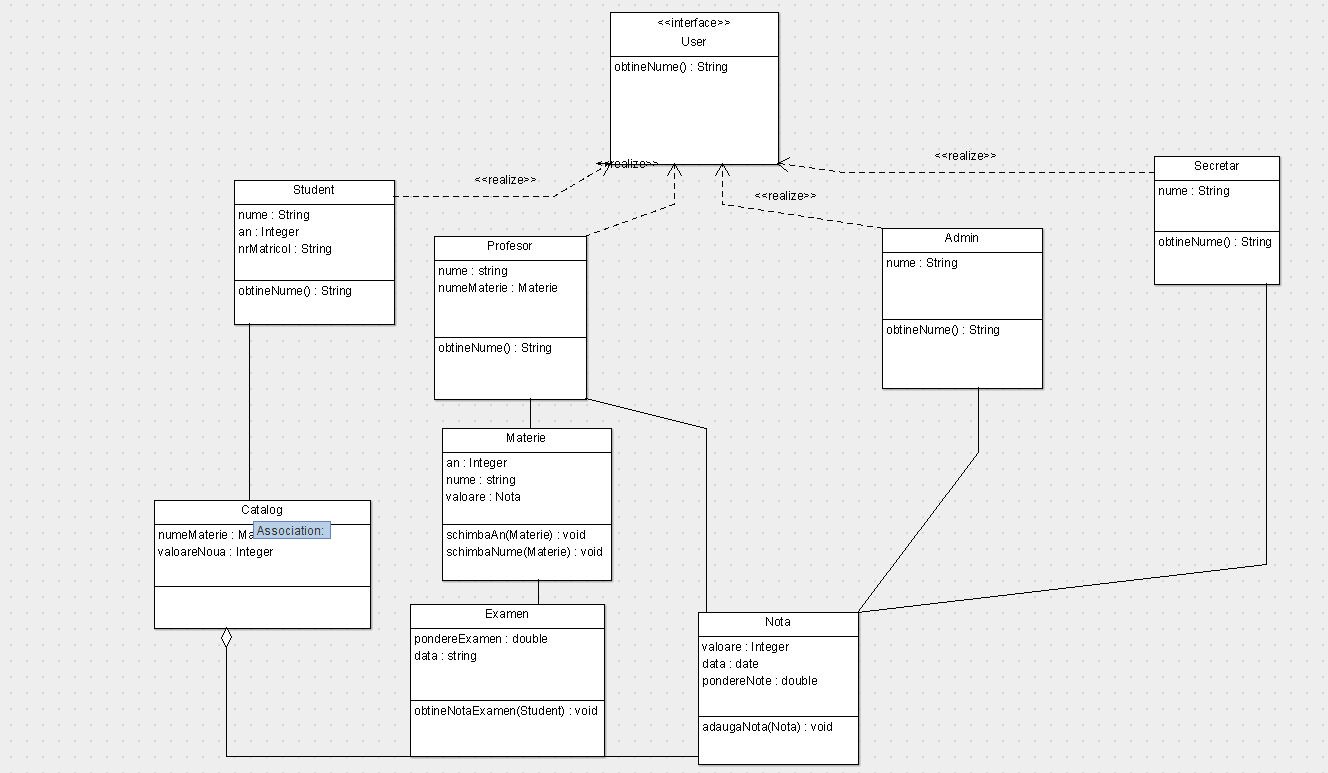 <<interface>>
User
obtineNume() : String
<<realize>>
<<realize>>
<<realize>>
<<realize>>
Student
nume : String
an : Integer
nrMatricol : String
obtineNume() : String
Profesor
nume : string
numeMaterie : Materie
obtineNume() : String
Admin
nume : String
obtineNume() : String
Secretar
nume : String
obtineNume() : String
Materie
an : Integer
nume : string
valoare : Nota
schimbaAn(Materie) : void
schimbaNume(Materie) : void
Catalog
numeMaterie :
Association:
valoareNoua : Integer
Examen
pondereExamen : double
data : string
obtineNotaExamen(Student) : void
Nota
valoare : Integer
data : date
pondereNote : double
adaugaNota(Nota) : void